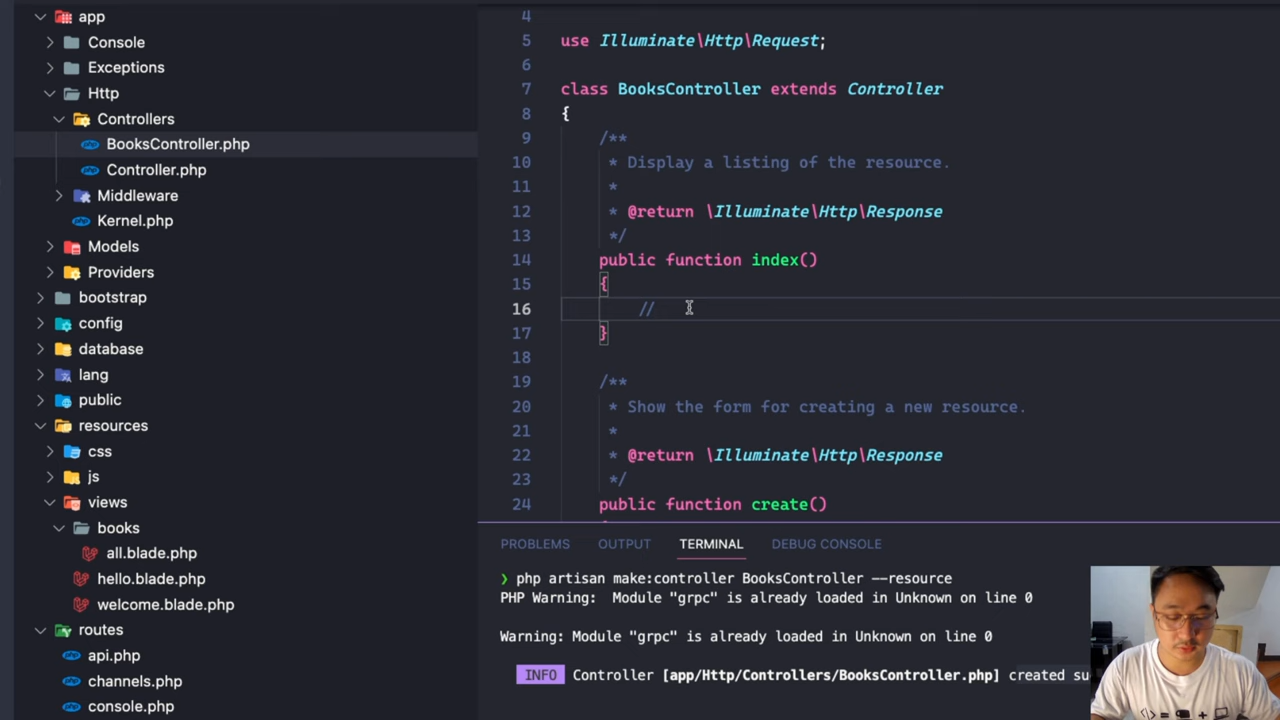 app
Console
Exceptions
Http
Controllers
BooksController.php
Controller.php
Middleware
Kernel.php
Models
Providers
bootstrap
config
database
lang
public
resources
css
js
views
books
all.blade.php
hello.blade.php
welcome.blade.php
routes
api.php
channels.php
console.php
4
5 use Illuminate\Http\Request;
6
7 class BooksController extends Controller
8 {
9 /**
10 * Display a listing of the resource.
11 *
12 * @return \Illuminate\Http\Response
13 */
14 public function index()
15 {
16 //
17 }
18
19 /**
20 * Show the form for creating a new resource.
21 *
22 * @return \Illuminate\Http\Response
23 */
24 public function create()
PROBLEMS OUTPUT TERMINAL DEBUG CONSOLE
❯ php artisan make:controller BooksController --resource
PHP Warning: Module "grpc" is already loaded in Unknown on line 0
Warning: Module "grpc" is already loaded in Unknown on line 0
INFO Controller [app/Http/Controllers/BooksController.php] created su